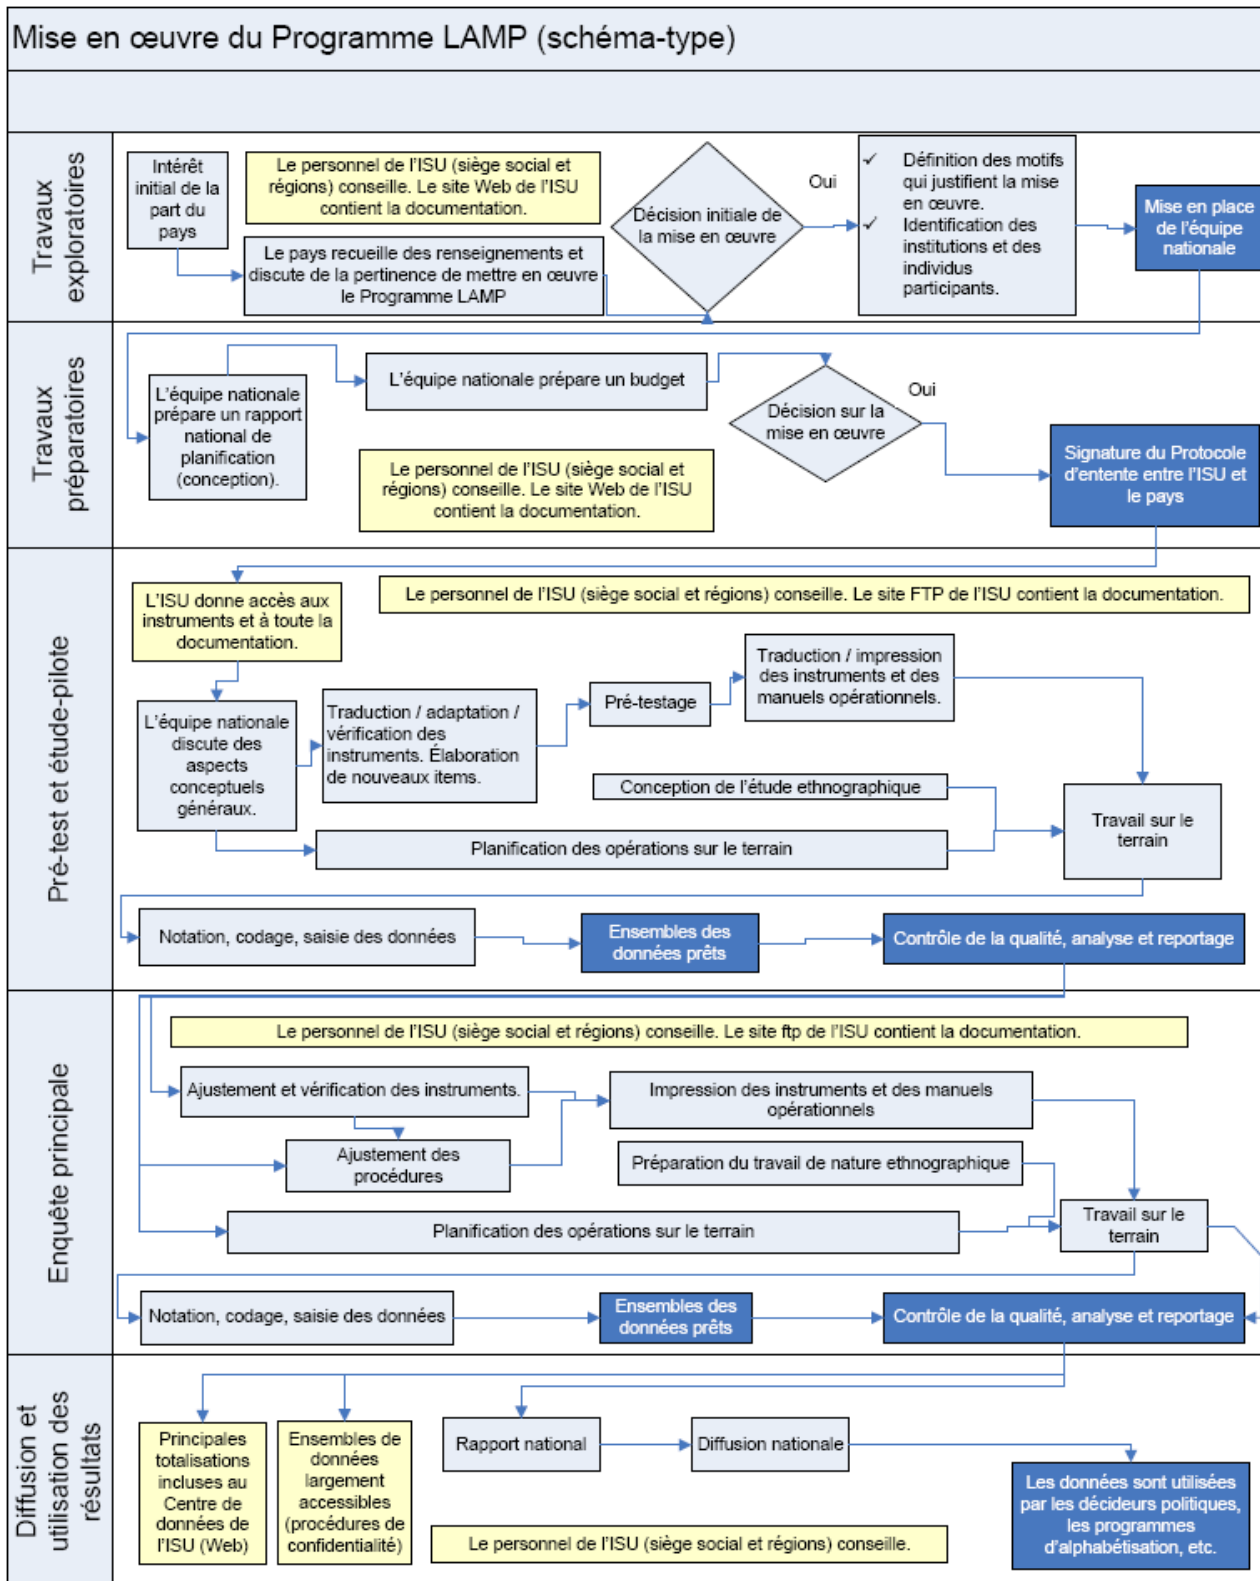 Mise en œuvre du Programme LAMP (schéma-type)
Travaux
exploratoires
Intérêt
initial de la
part du
pays
Le personnel de l’ISU (siège social et
régions) conseille. Le site Web de l’ISU
contient la documentation.
Le pays recueille des renseignements et
discute de la pertinence de mettre en œuvre
le Programme LAMP
Décision initiale de
la mise en œuvre
Oui
✓ Définition des motifs
qui justifient la mise
en œuvre.
✓ Identification des
institutions et des
individus
participants.
Mise en place
de l’équipe
nationale
Travaux
préparatoires
L’équipe nationale
prépare un rapport
national de
planification
(conception).
L’équipe nationale prépare un budget
Le personnel de l’ISU (siège social et
régions) conseille. Le site Web de l’ISU
contient la documentation.
Décision sur la
mise en œuvre
Oui
Signature du Protocole
d’entente entre l’ISU et
le pays
Pré-test et étude-pilote
L’ISU donne accès aux
instruments et à toute la
documentation.
Le personnel de l’ISU (siège social et régions) conseille. Le site FTP de l’ISU contient la documentation.
L’équipe nationale
discute des
aspects
conceptuels
généraux.
Traduction / adaptation /
vérification des
instruments. Élaboration
de nouveaux items.
Pré-testage
Traduction / impression
des instruments et des
manuels opérationnels.
Conception de l’étude ethnographique
Planification des opérations sur le terrain
Travail sur le
terrain
Notation, codage, saisie des données
Ensembles des
données prêts
Contrôle de la qualité, analyse et reportage
Enquête principale
Le personnel de l’ISU (siège social et régions) conseille. Le site ftp de l’ISU contient la documentation.
Ajustement et vérification des instruments.
Ajustement des
procédures
Impression des instruments et des manuels
opérationnels
Préparation du travail de nature ethnographique
Planification des opérations sur le terrain
Travail sur le
terrain
Notation, codage, saisie des données
Ensembles des
données prêts
Contrôle de la qualité, analyse et reportage
Diffusion et
utilisation des
résultats
Principales
totalisations
incluses au
Centre de
données de
l’ISU (Web)
Ensembles de
données
largement
accessibles
(procédures de
confidentialité)
Rapport national
Diffusion nationale
Le personnel de l’ISU (siège social et régions) conseille.
Les données sont utilisées
par les décideurs politiques,
les programmes
d’alphabétisation, etc.